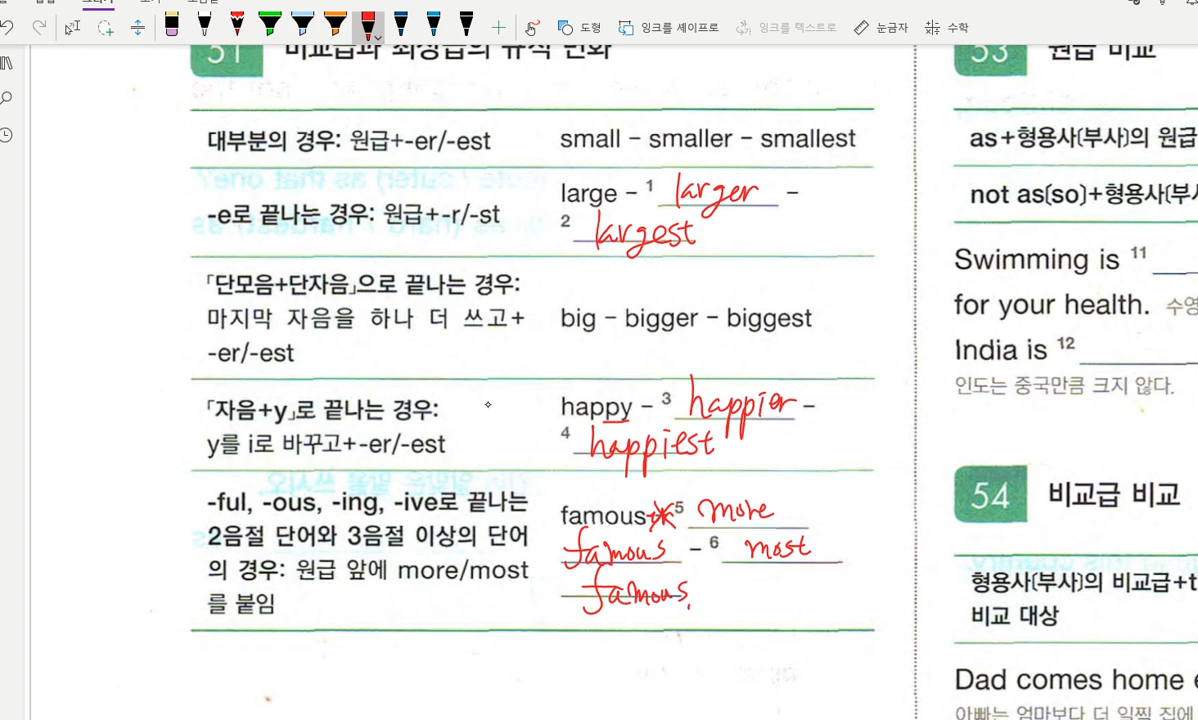 도형
잉크를 셰이프로
잉크를 텍스트로
눈금자
수학
51 비교급과 최상급의 규칙 변화
대부분의 경우: 원급+-er/-est
small - smaller - smallest
-e로 끝나는 경우: 원급+-r/-st
large - 1 larger -
2 largest
「단모음+단자음」으로 끝나는 경우:
마지막 자음을 하나 더 쓰고+
-er/-est
big - bigger - biggest
「자음+y」로 끝나는 경우:
y를 i로 바꾸고+-er/-est
happy - 3 happier -
4 happiest
-ful, -ous, -ing, -ive로 끝나는
2음절 단어와 3음절 이상의 단어
의 경우: 원급 앞에 more/most
를 붙임
famous - 5 more
famous - 6 most
famous
53 원급 비교
as+형용사(부사)의 원급
not as(so)+형용사(부사
Swimming is 11
for your health. 수영
India is 12
인도는 중국만큼 크지 않다.
54 비교급 비교
형용사(부사)의 비교급+t
비교 대상
Dad comes home e
아빠는 엄마보다 더 일찍 집에